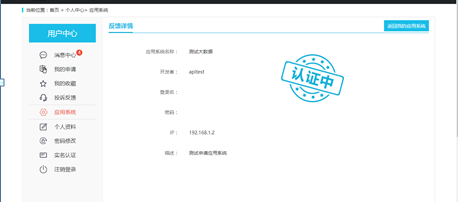 当前位置：首页 > 个人中心> 应用系统
用户中心
消息中心 4
我的申请
我的收藏
投诉反馈
应用系统
个人资料
密码修改
实名认证
注销登录
反馈详情
返回我的应用系统
应用系统名称： 测试大数据
开发者： apitest
登录名：
密码：
IP： 192.168.1.2
描述： 测试申请应用系统
认证中